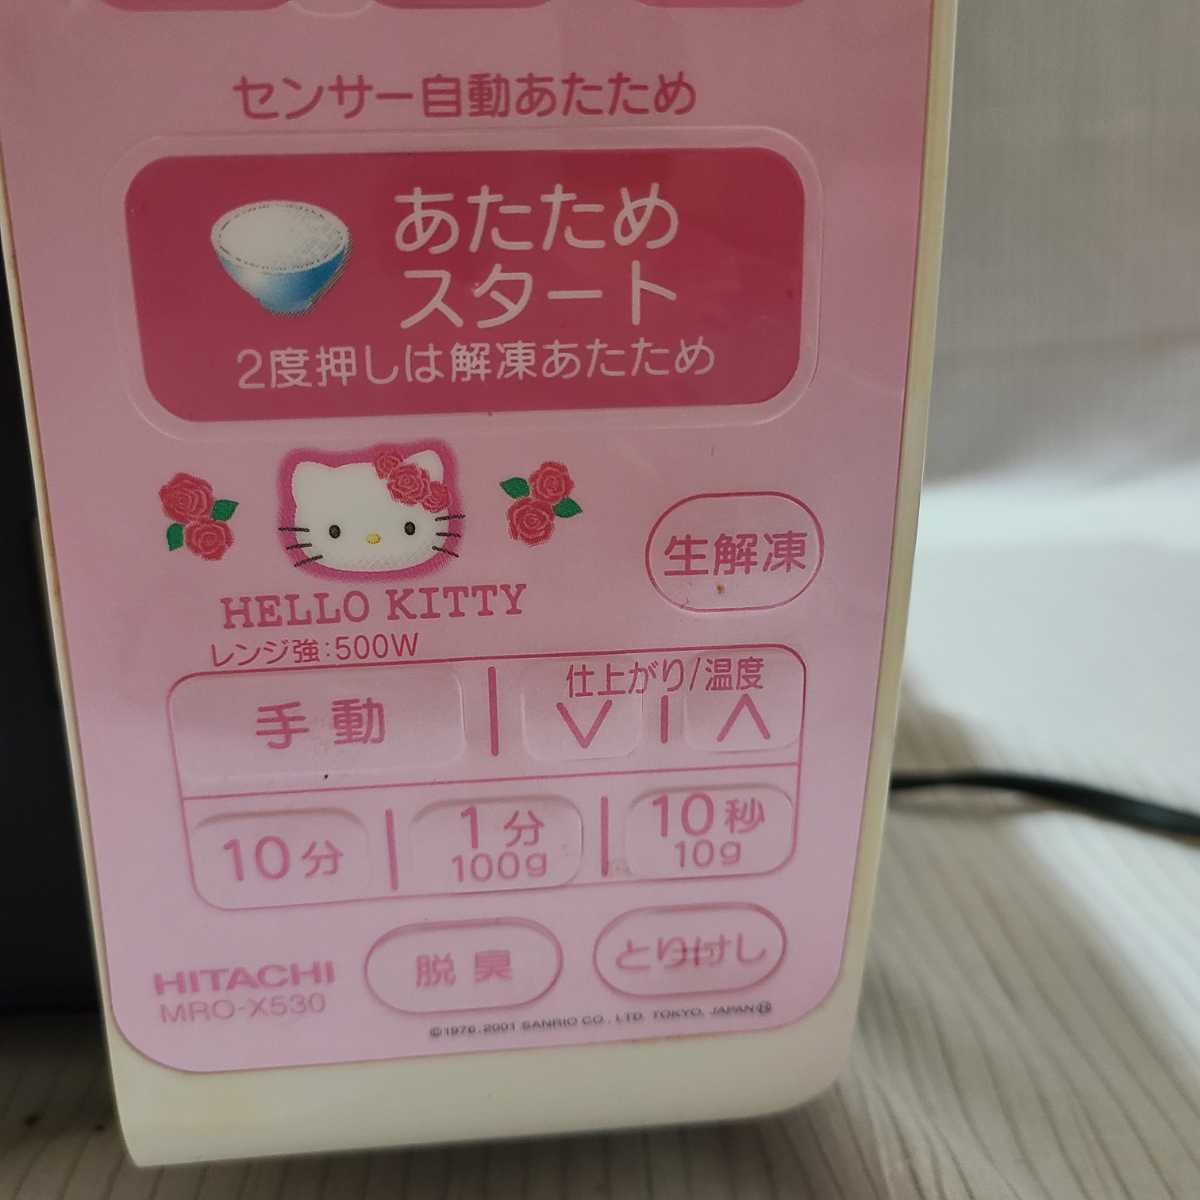 センサー自動あたため
あたため
スタート
2度押しは解凍あたため
HELLO KITTY
生解凍
レンジ強:500W
手動
仕上がり/温度
10分
1分
100g
10秒
10g
脱臭
とり消し
HITACHI
MRO-X530
©1976, 2001 SANRIO CO., LTD. TOKYO, JAPAN Ⓗ